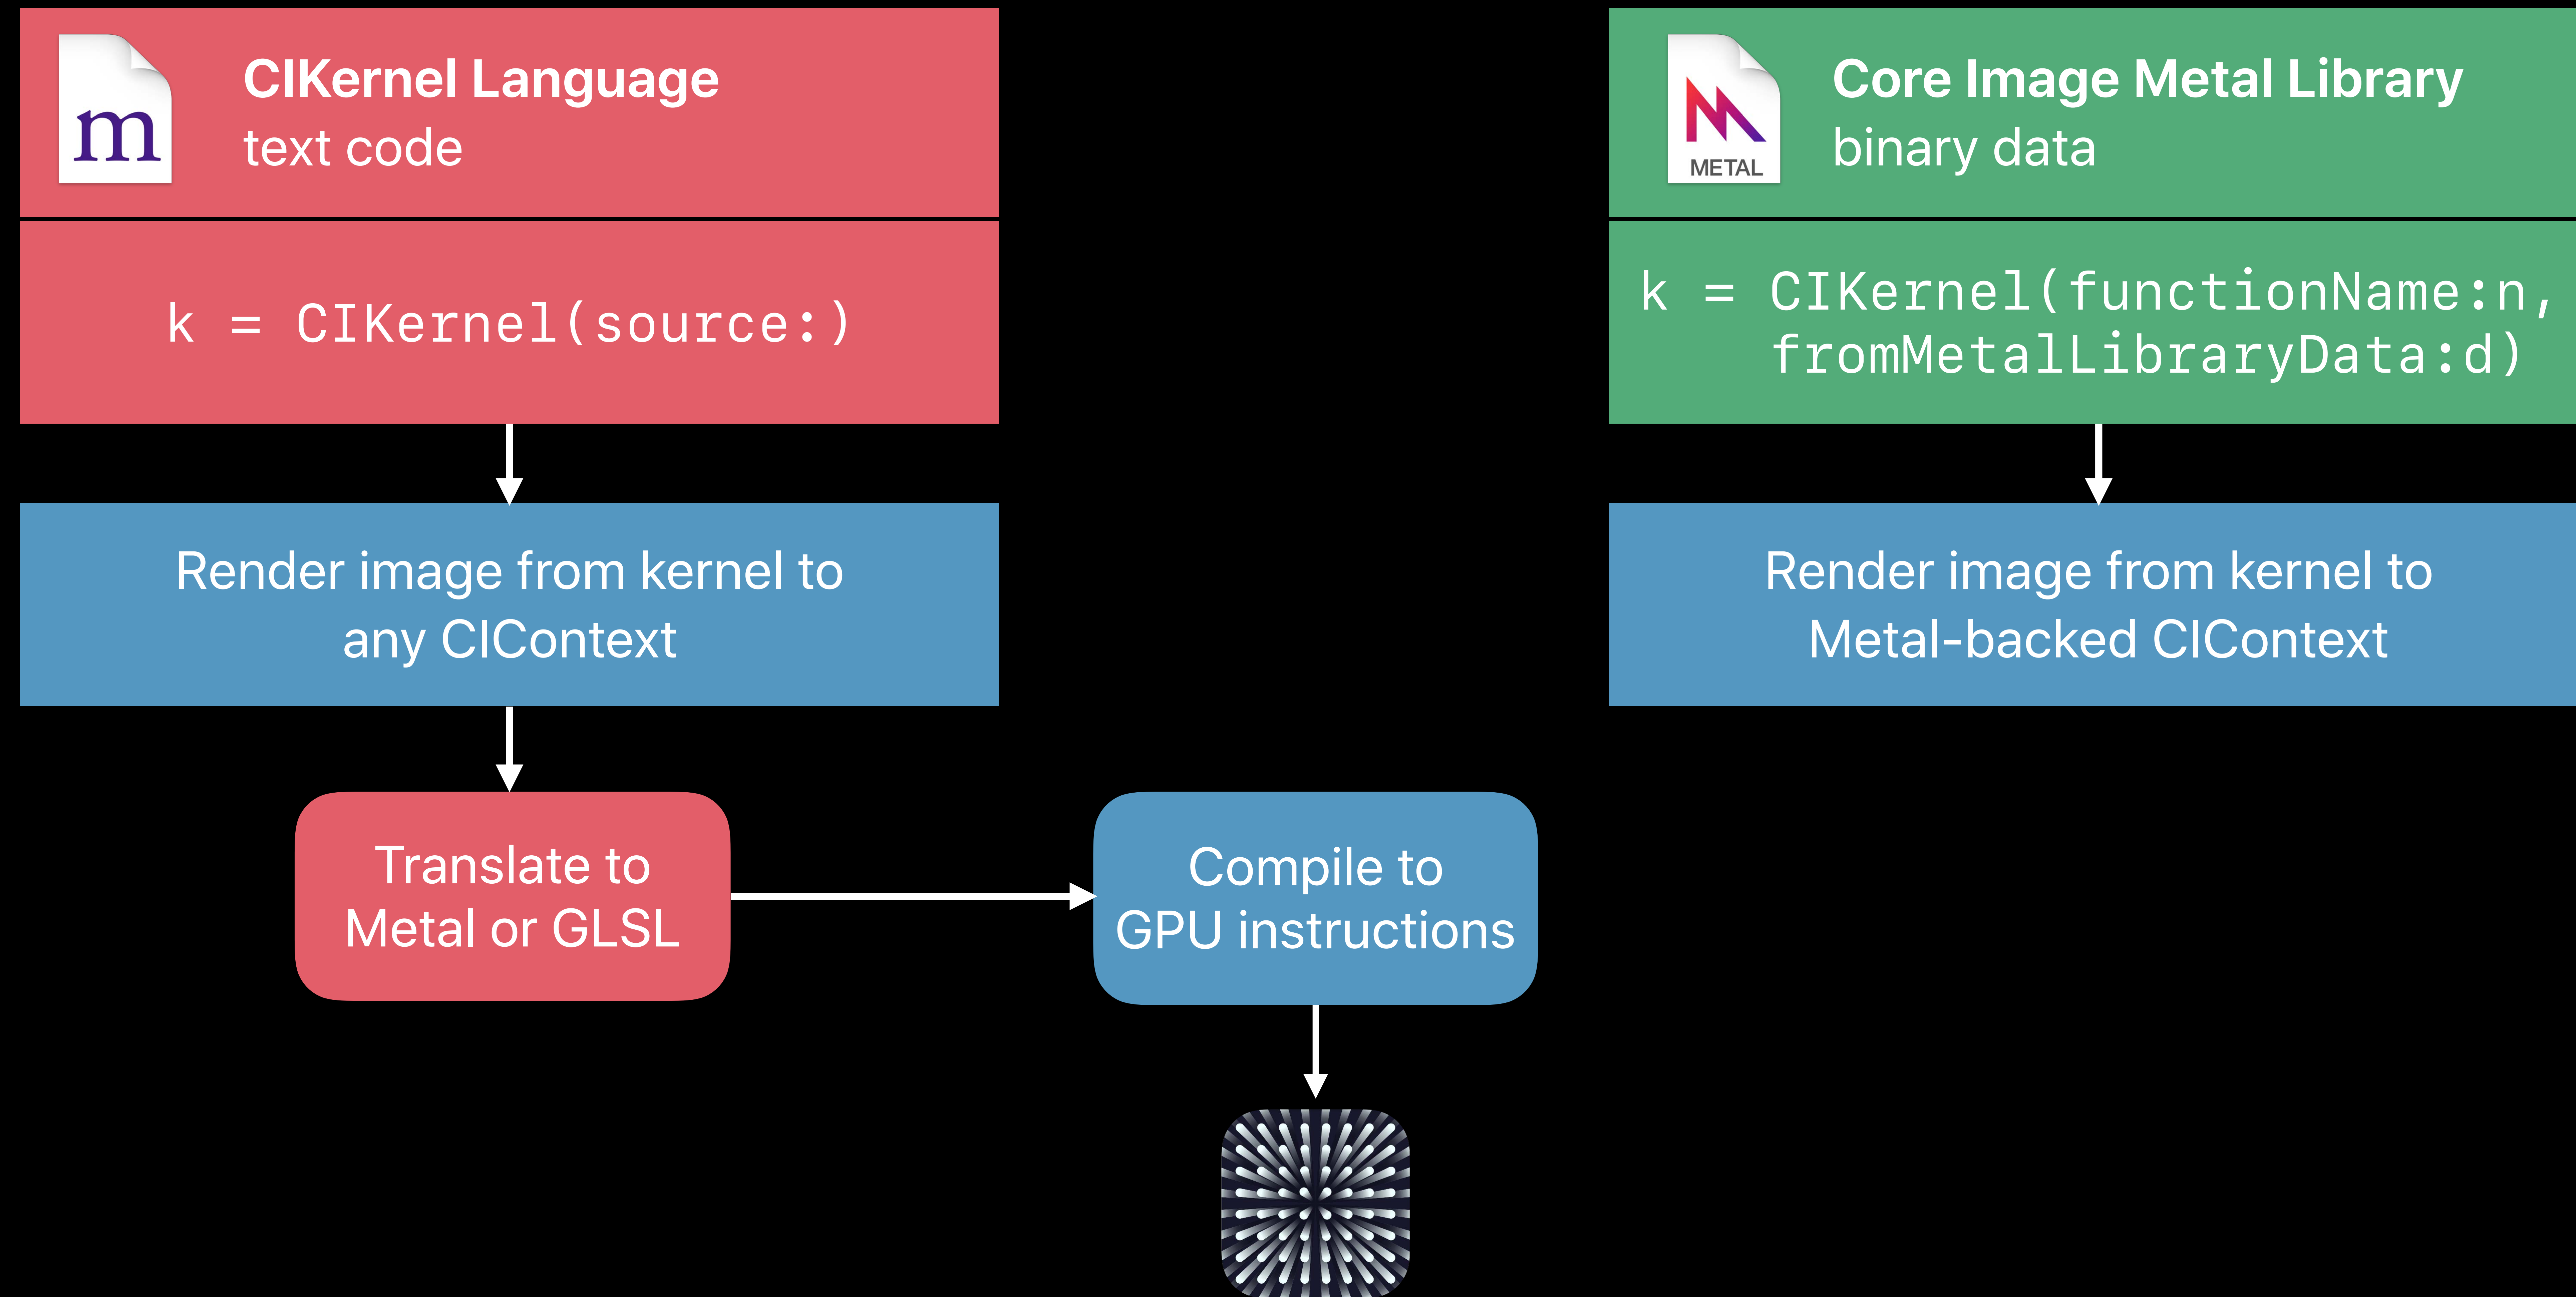 m
CIKernel Language
text code
k = CIKernel(source:)
Render image from kernel to
any CIContext
Translate to
Metal or GLSL
Compile to
GPU instructions
METAL
Core Image Metal Library
binary data
k = CIKernel(functionName:n,
fromMetalLibraryData:d)
Render image from kernel to
Metal-backed CIContext